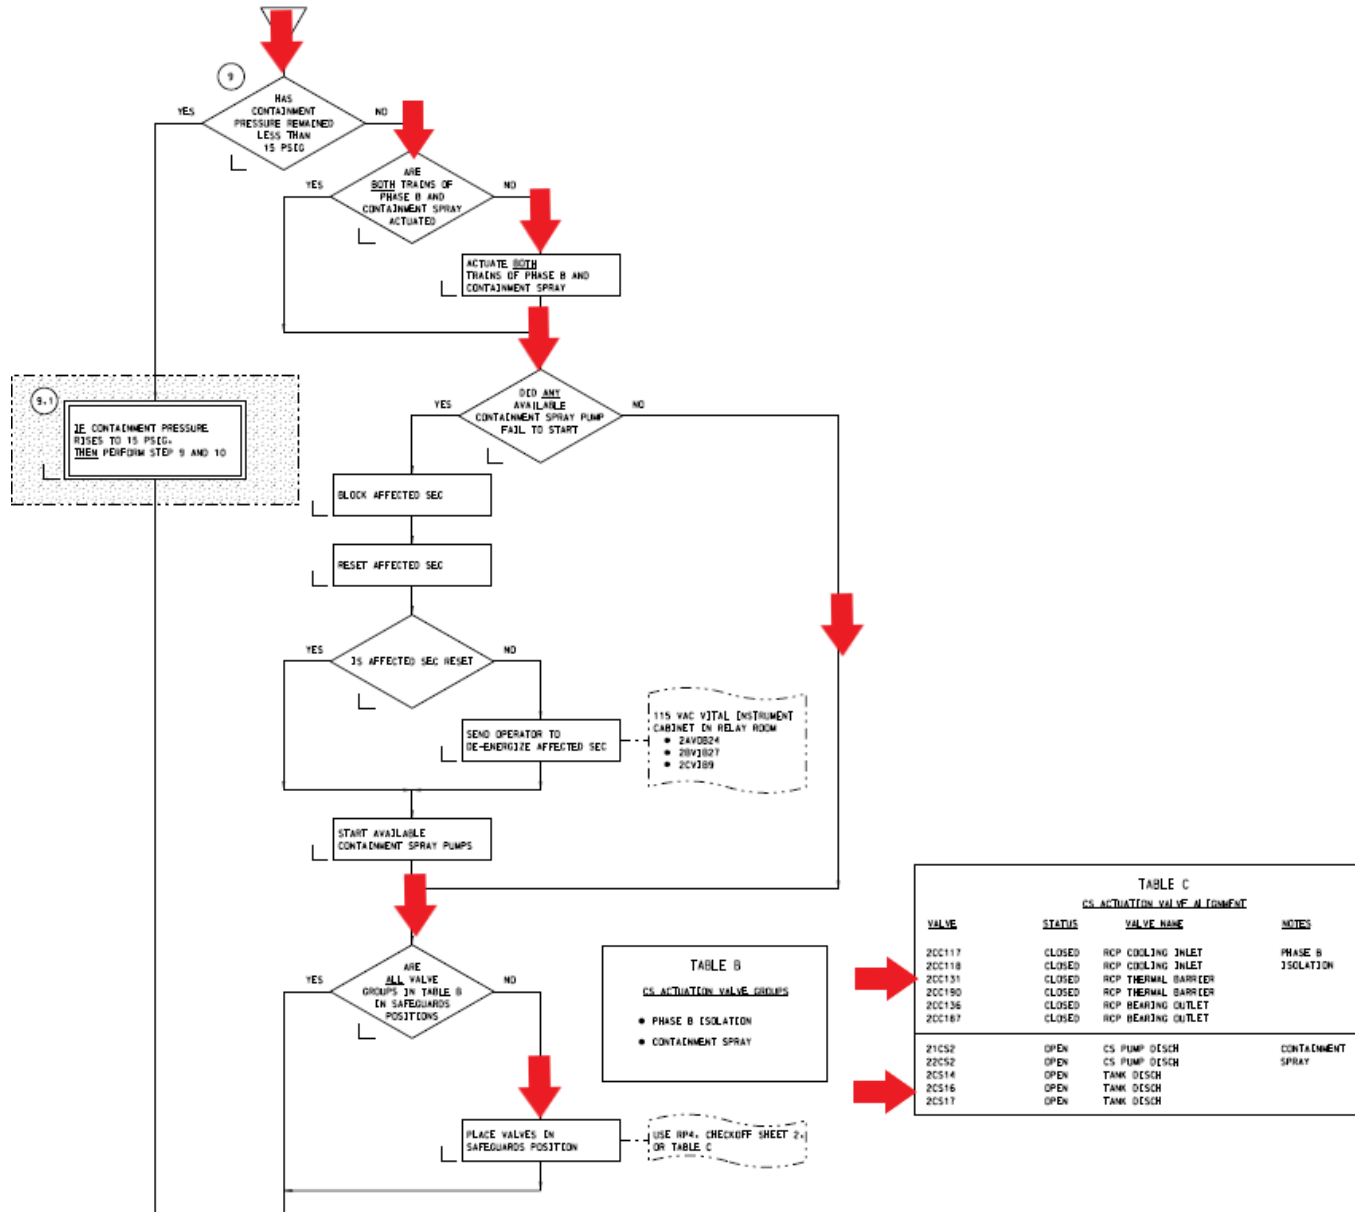 9
HAS
CONTAINMENT
PRESSURE REMAINED
LESS THAN
15 PSIG
YES
NO
ARE
BOTH TRAINS OF
PHASE B AND
CONTAINMENT SPRAY
ACTUATED
YES
NO
ACTUATE BOTH
TRAINS OF PHASE B AND
CONTAINMENT SPRAY
9.1
IF CONTAINMENT PRESSURE
RISES TO 15 PSIG,
THEN PERFORM STEP 9 AND 10
DID ANY
AVAILABLE
CONTAINMENT SPRAY PUMP
FAIL TO START
YES
NO
BLOCK AFFECTED SEC
RESET AFFECTED SEC
IS AFFECTED SEC RESET
YES
NO
SEND OPERATOR TO
DE-ENERGIZE AFFECTED SEC
115 VAC VITAL INSTRUMENT
CABINET IN RELAY ROOM
● 2AVOB24
● 2BVIB27
● 2CVIB9
START AVAILABLE
CONTAINMENT SPRAY PUMPS
ARE
ALL VALVE
GROUPS IN TABLE B
IN SAFEGUARDS
POSITIONS
YES
NO
PLACE VALVES IN
SAFEGUARDS POSITION
USE RP4, CHECKOFF SHEET 2,
OR TABLE C
TABLE B
CS ACTUATION VALVE GROUPS
● PHASE B ISOLATION
● CONTAINMENT SPRAY
TABLE C
CS ACTUATION VALVE ALIGNMENT
VALVE STATUS VALVE NAME NOTES
2CC117 CLOSED RCP COOLING INLET PHASE B
2CC118 CLOSED RCP COOLING INLET ISOLATION
2CC131 CLOSED RCP THERMAL BARRIER
2CC190 CLOSED RCP THERMAL BARRIER
2CC136 CLOSED RCP BEARING OUTLET
2CC187 CLOSED RCP BEARING OUTLET
21CS2 OPEN CS PUMP DISCH CONTAINMENT
22CS2 OPEN CS PUMP DISCH SPRAY
2CS14 OPEN TANK DISCH
2CS16 OPEN TANK DISCH
2CS17 OPEN TANK DISCH